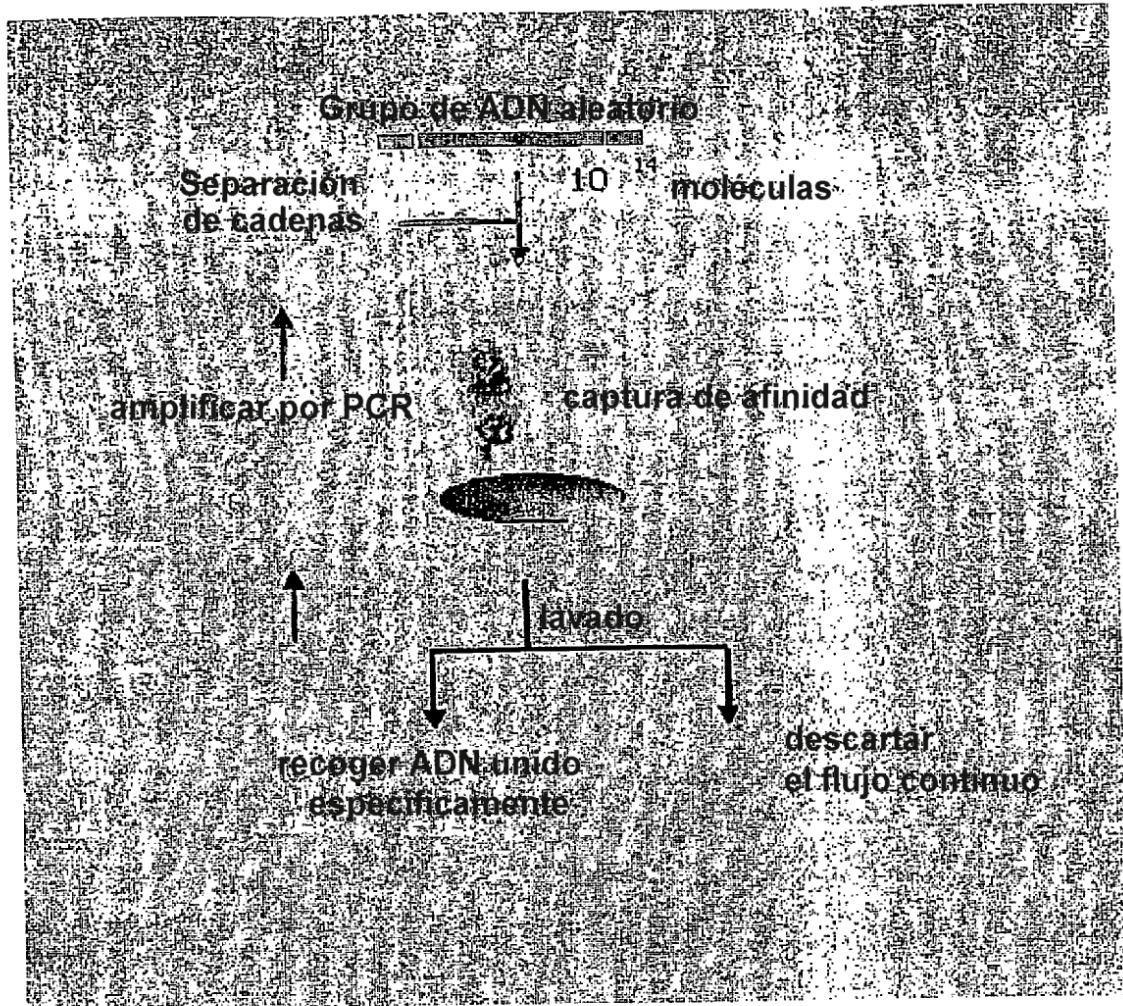 Grupo de ADN aleatorio
10 14 moléculas
Separación
de cadenas
amplificar por PCR
captura de afinidad
lavado
recoger ADN unido
específicamente
descartar
el flujo continuo